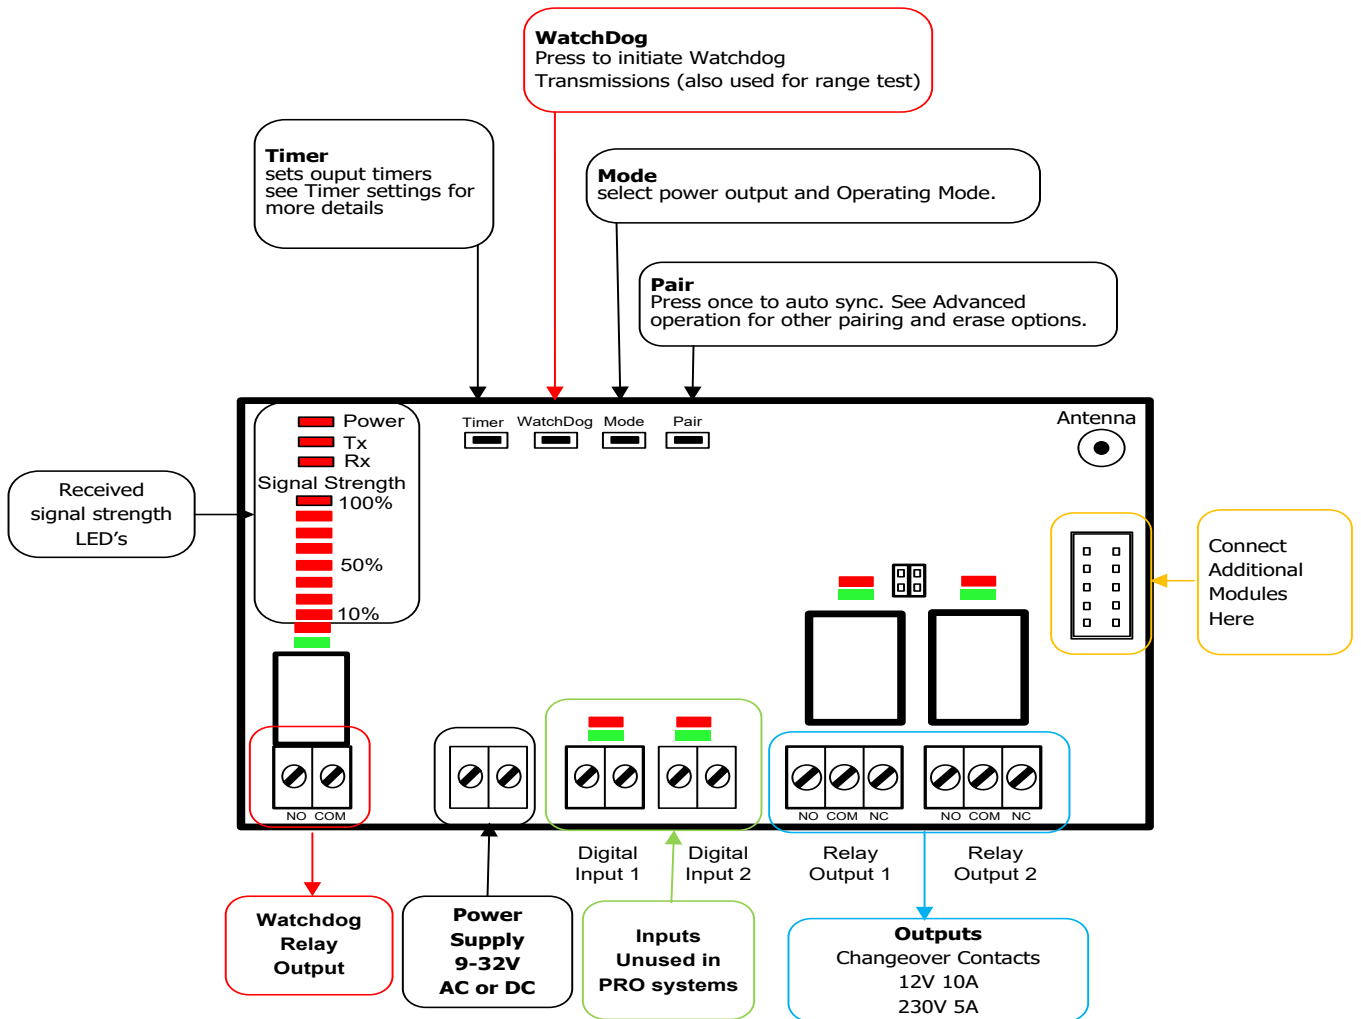 WatchDog
Press to initiate Watchdog
Transmissions (also used for range test)
Timer
sets ouput timers
see Timer settings for
more details
Mode
select power output and Operating Mode.
Pair
Press once to auto sync. See Advanced
operation for other pairing and erase options.
Power
Tx
Rx
Signal Strength
100%
50%
10%
Timer
WatchDog
Mode
Pair
Antenna
Received
signal strength
LED's
Connect
Additional
Modules
Here
NO COM
NO COM NC
NO COM NC
Digital
Input 1
Digital
Input 2
Relay
Output 1
Relay
Output 2
Watchdog
Relay
Output
Power
Supply
9-32V
AC or DC
Inputs
Unused in
PRO systems
Outputs
Changeover Contacts
12V 10A
230V 5A